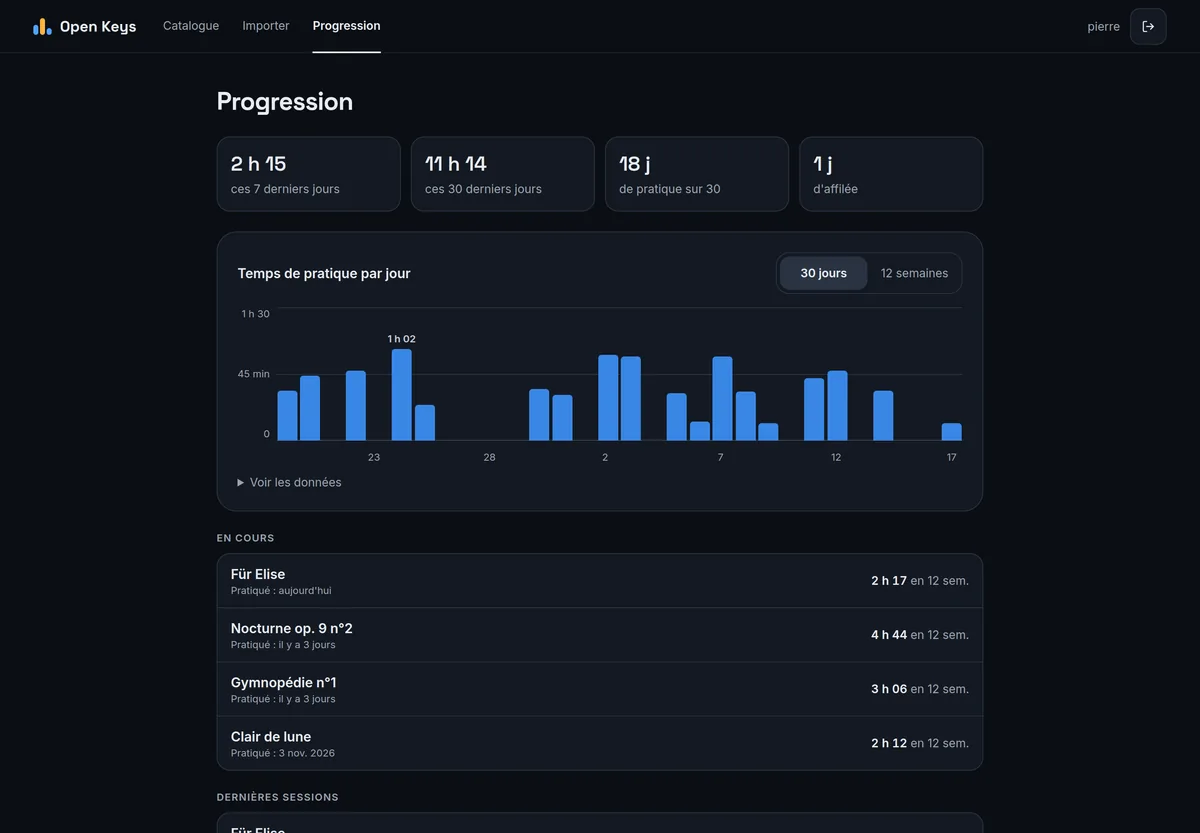 Open Keys Catalogue Importer Progression pierre
Progression
2 h 15 11 h 14 18 j 1 j
ces 7 derniers jours ces 30 derniers jours de pratique sur 30 d'affilée
Temps de pratique par jour 30 jours 12 semaines
1 h 30
1 h 02
45 min
0
23 28 2 7 12 17
Voir les données
EN COURS
Für Elise
Pratiqué : aujourd'hui
2 h 17 en 12 sem.
Nocturne op. 9 n°2
Pratiqué : il y a 3 jours
4 h 44 en 12 sem.
Gymnopédie n°1
Pratiqué : il y a 3 jours
3 h 06 en 12 sem.
Clair de lune
Pratiqué : 3 nov. 2026
2 h 12 en 12 sem.
DERNIÈRES SESSIONS
Für Elise